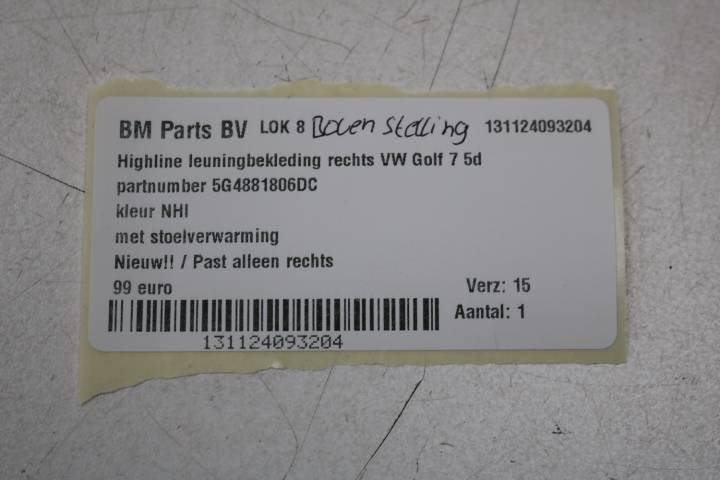 BM Parts BV LOK 8 Boven Stelling 131124093204
Highline leuningbekleding rechts VW Golf 7 5d
partnumber 5G4881806DC
kleur NHI
met stoelverwarming
Nieuw!! / Past alleen rechts
99 euro Verz: 15
Aantal: 1
131124093204